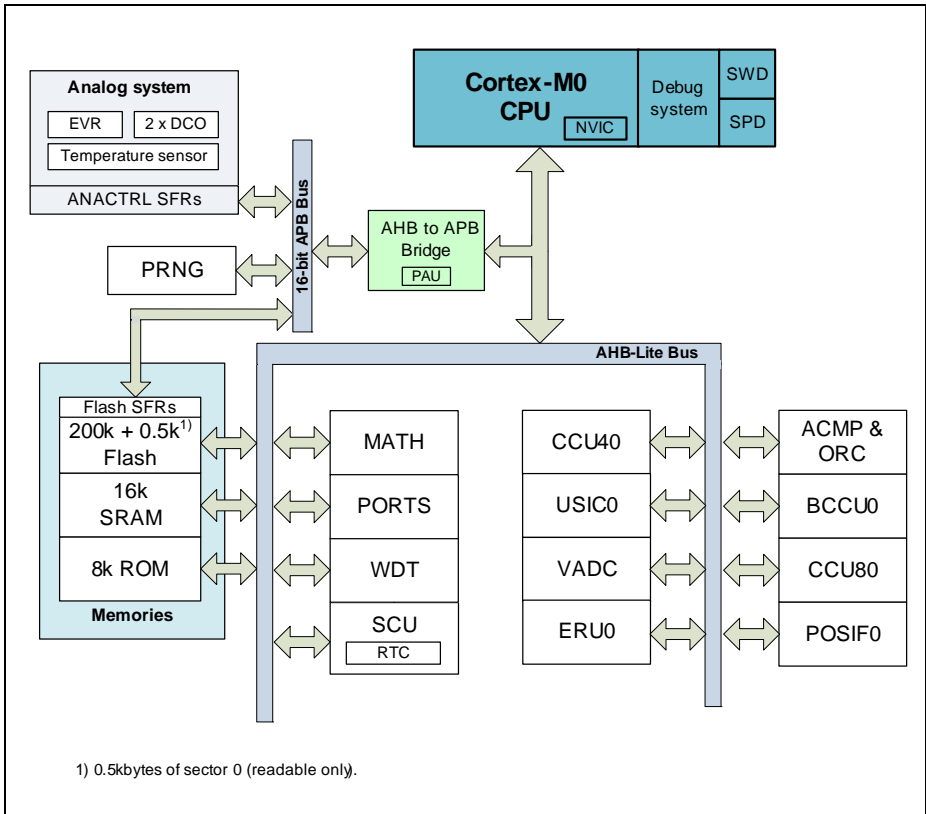 Analog system
EVR
2 x DCO
Temperature sensor
ANACTRL SFRs
Cortex-M0
CPU
NVIC
Debug
system
SWD
SPD
16-bit APB Bus
AHB to APB
Bridge
PAU
PRNG
AHB-Lite Bus
Flash SFRs
200k + 0.5k1)
Flash
16k
SRAM
8k ROM
Memories
MATH
PORTS
WDT
SCU
RTC
CCU40
USIC0
VADC
ERU0
ACMP &
ORC
BCCU0
CCU80
POSIF0
1) 0.5kbytes of sector 0 (readable only).